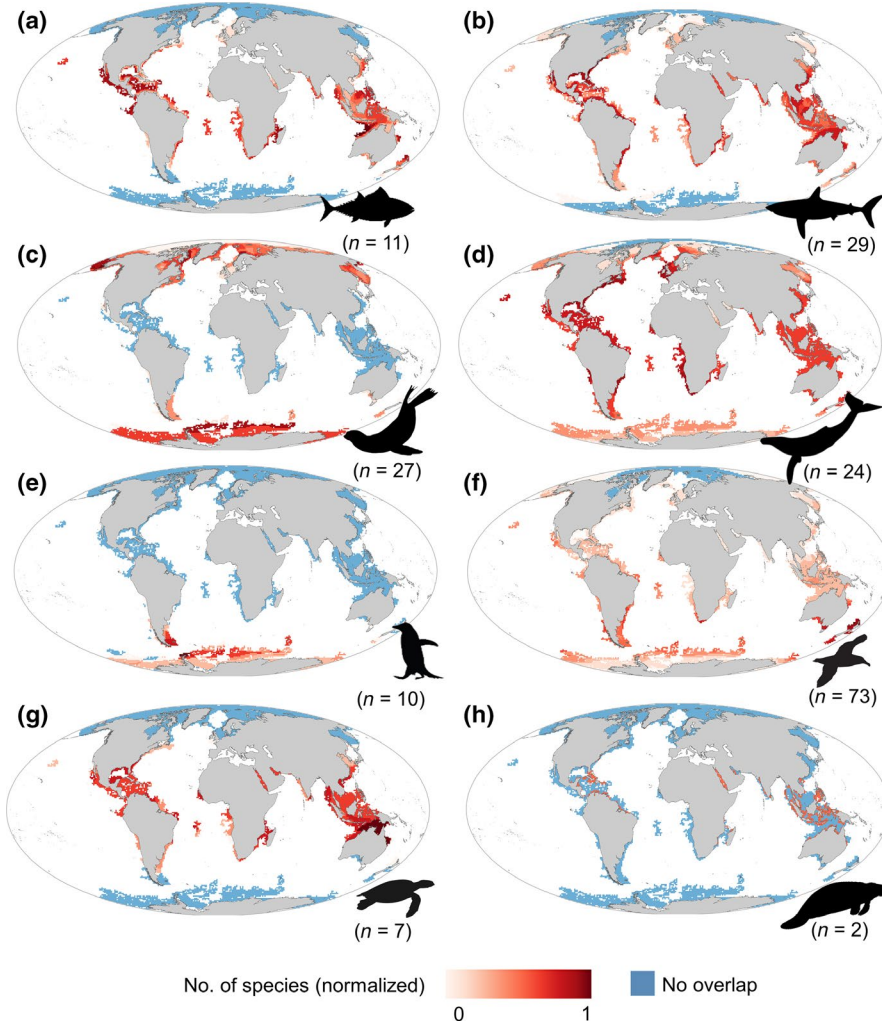 (a)
(b)
(n = 11)
(n = 29)
(c)
(d)
(n = 27)
(n = 24)
(e)
(f)
(n = 10)
(n = 73)
(g)
(h)
(n = 7)
(n = 2)
No. of species (normalized)
No overlap
0
1